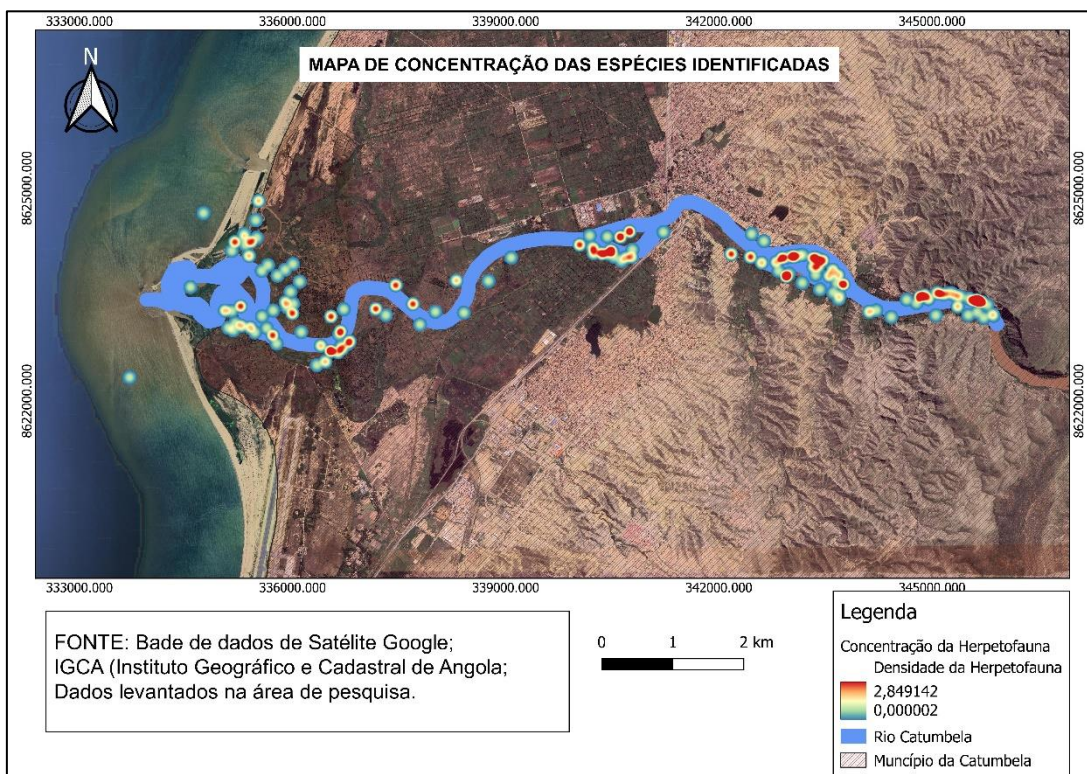 333000.000 336000.000 339000.000 342000.000 345000.000
N
MAPA DE CONCENTRAÇÃO DAS ESPÉCIES IDENTIFICADAS
8625000.000
8625000.000
8622000.000
8622000.000
333000.000 336000.000 339000.000 342000.000 345000.000
FONTE: Bade de dados de Satélite Google;
IGCA (Instituto Geográfico e Cadastral de Angola;
Dados levantados na área de pesquisa.
0 1 2 km
Legenda
Concentração da Herpetofauna
Densidade da Herpetofauna
2,849142
0,000002
Rio Catumbela
Muncípio da Catumbela